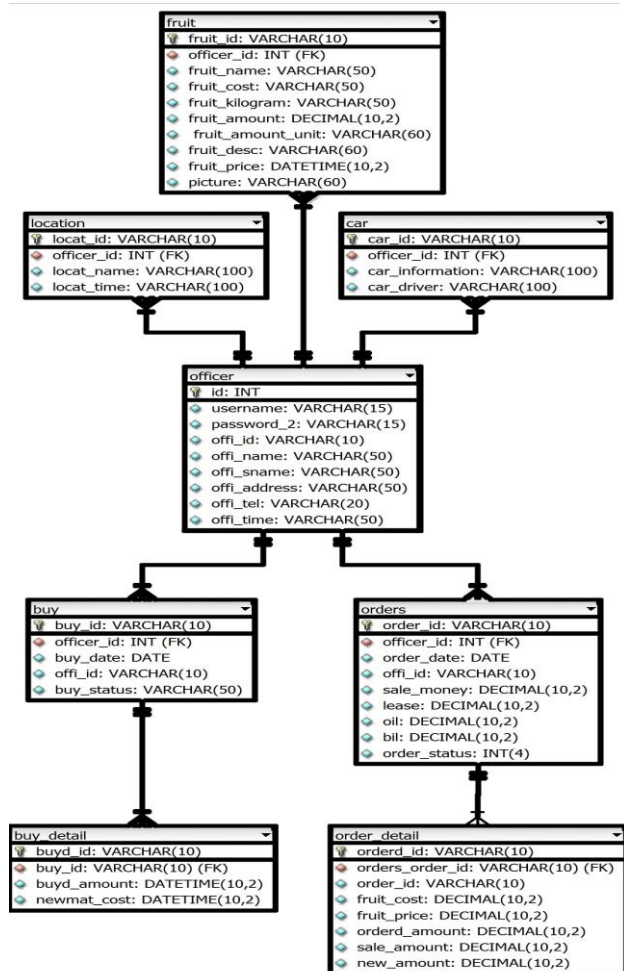 fruit
fruit_id: VARCHAR(10)
officer_id: INT (FK)
fruit_name: VARCHAR(50)
fruit_cost: VARCHAR(50)
fruit_kilogram: VARCHAR(50)
fruit_amount: DECIMAL(10,2)
fruit_amount_unit: VARCHAR(60)
fruit_desc: VARCHAR(60)
fruit_price: DATETIME(10,2)
picture: VARCHAR(60)
location
locat_id: VARCHAR(10)
officer_id: INT (FK)
locat_name: VARCHAR(100)
locat_time: VARCHAR(100)
car
car_id: VARCHAR(10)
officer_id: INT (FK)
car_information: VARCHAR(100)
car_driver: VARCHAR(100)
officer
id: INT
username: VARCHAR(15)
password_2: VARCHAR(15)
offi_id: VARCHAR(10)
offi_name: VARCHAR(50)
offi_sname: VARCHAR(50)
offi_address: VARCHAR(50)
offi_tel: VARCHAR(20)
offi_time: VARCHAR(50)
buy
buy_id: VARCHAR(10)
officer_id: INT (FK)
buy_date: DATE
offi_id: VARCHAR(10)
buy_status: VARCHAR(50)
orders
order_id: VARCHAR(10)
officer_id: INT (FK)
order_date: DATE
offi_id: VARCHAR(10)
sale_money: DECIMAL(10,2)
lease: DECIMAL(10,2)
oil: DECIMAL(10,2)
bil: DECIMAL(10,2)
order_status: INT(4)
buy_detail
buyd_id: VARCHAR(10)
buy_id: VARCHAR(10) (FK)
buyd_amount: DATETIME(10,2)
newmat_cost: DATETIME(10,2)
order_detail
orderd_id: VARCHAR(10)
orders_order_id: VARCHAR(10) (FK)
order_id: VARCHAR(10)
fruit_cost: DECIMAL(10,2)
fruit_price: DECIMAL(10,2)
orderd_amount: DECIMAL(10,2)
sale_amount: DECIMAL(10,2)
new_amount: DECIMAL(10,2)